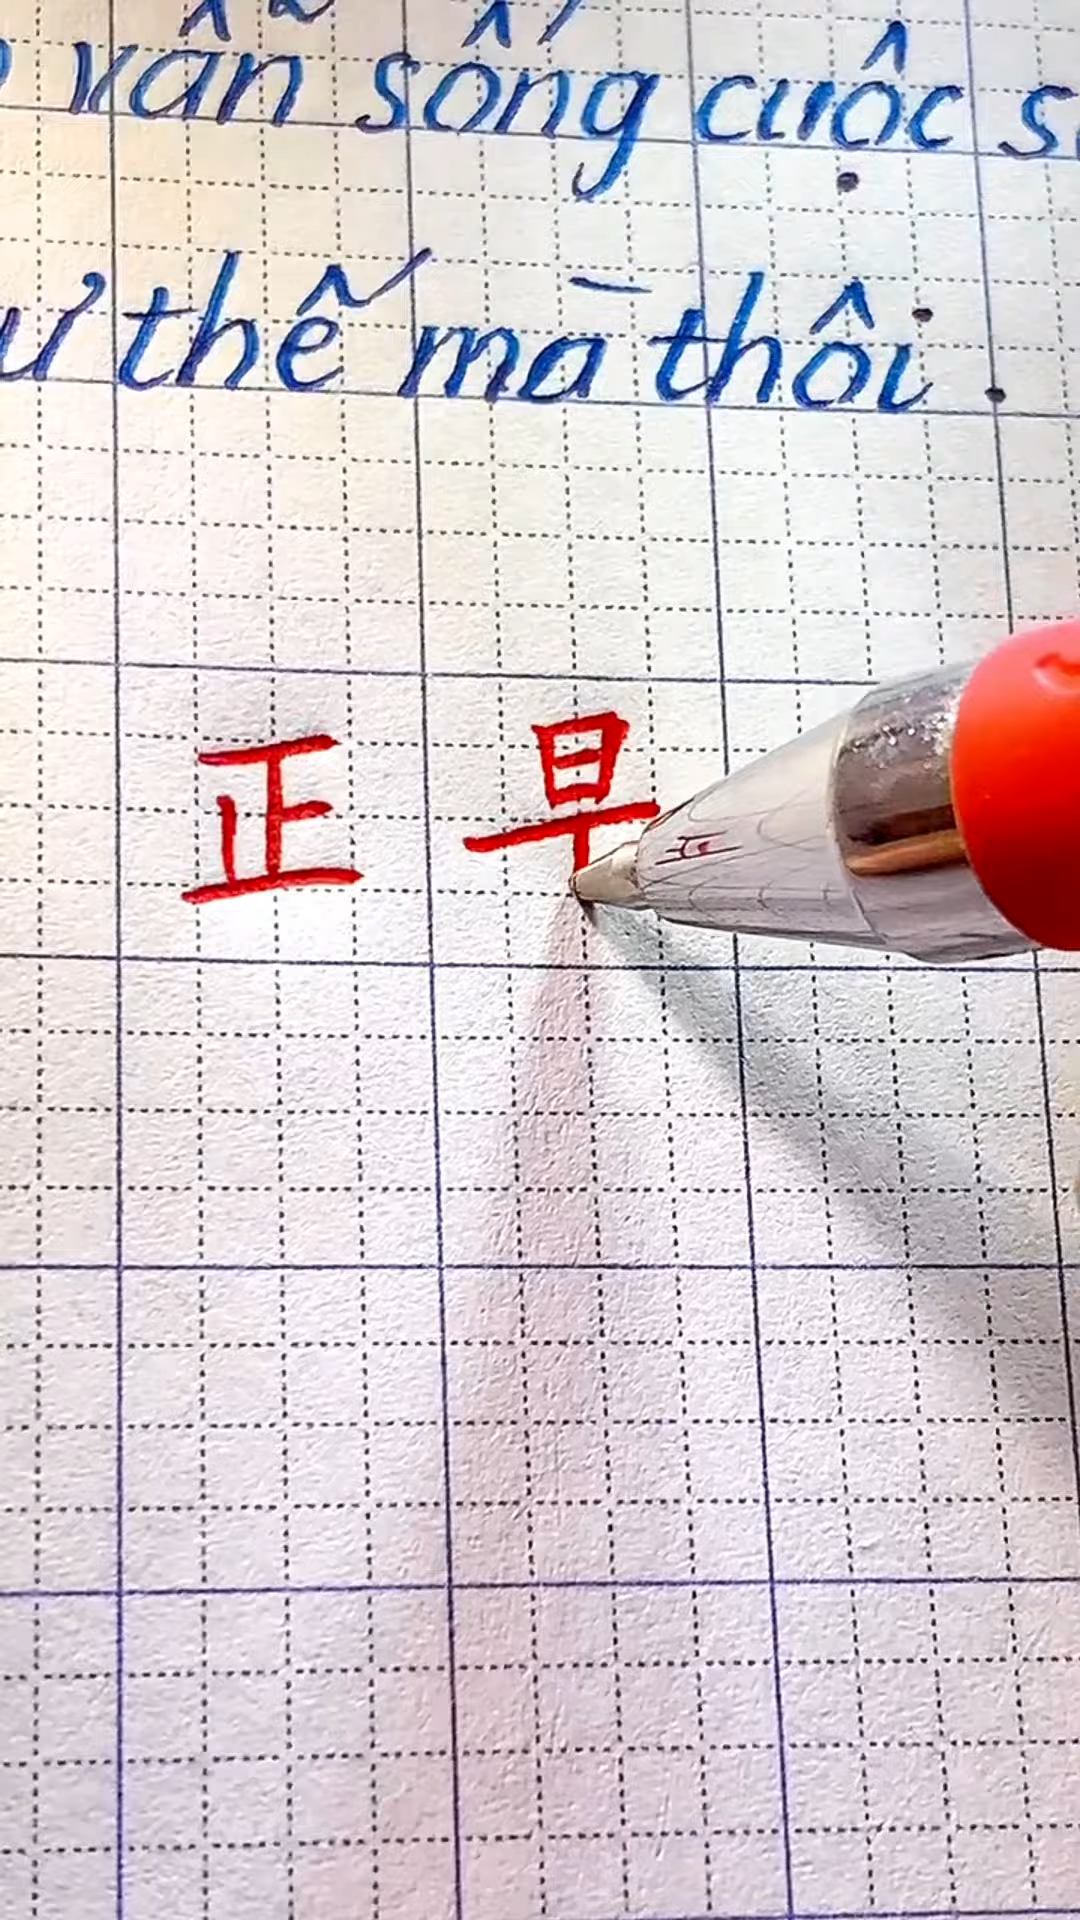 vẫn sống cuộc
thế mà thôi.
正 早